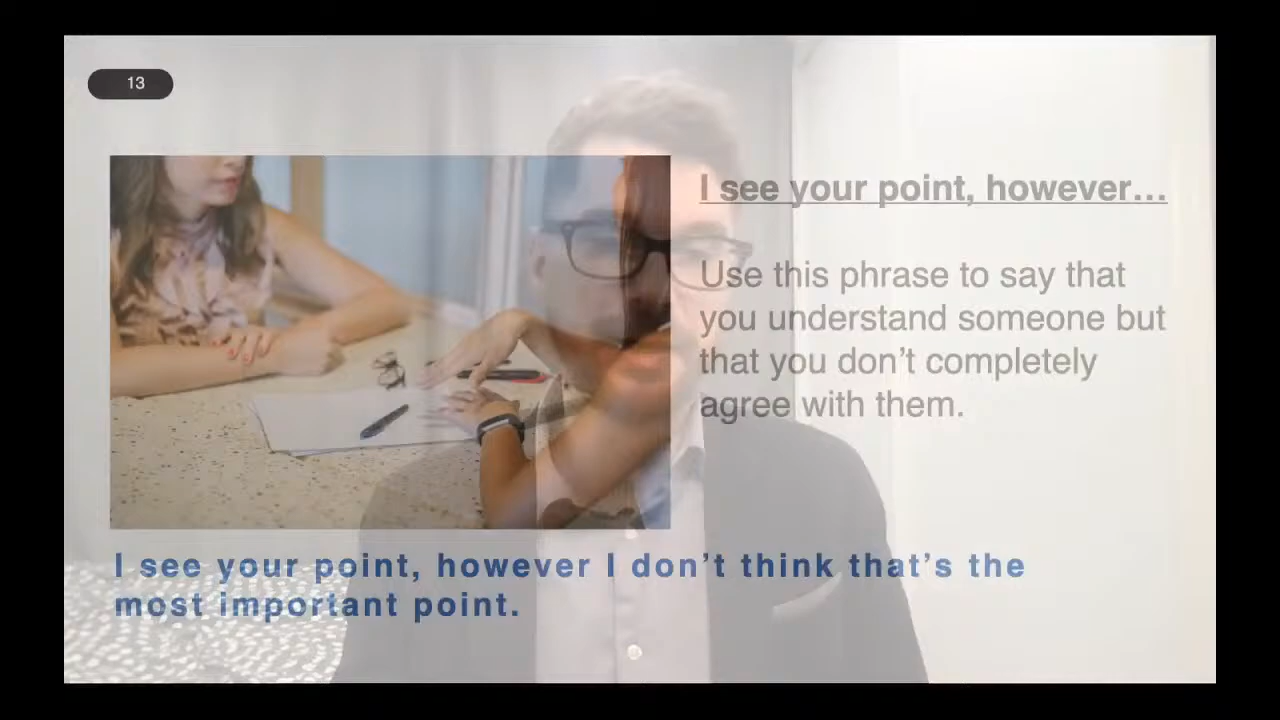 13
I see your point, however…
Use this phrase to say that
you understand someone but
that you don’t completely
agree with them.
I see your point, however I don’t think that’s the
most important point.